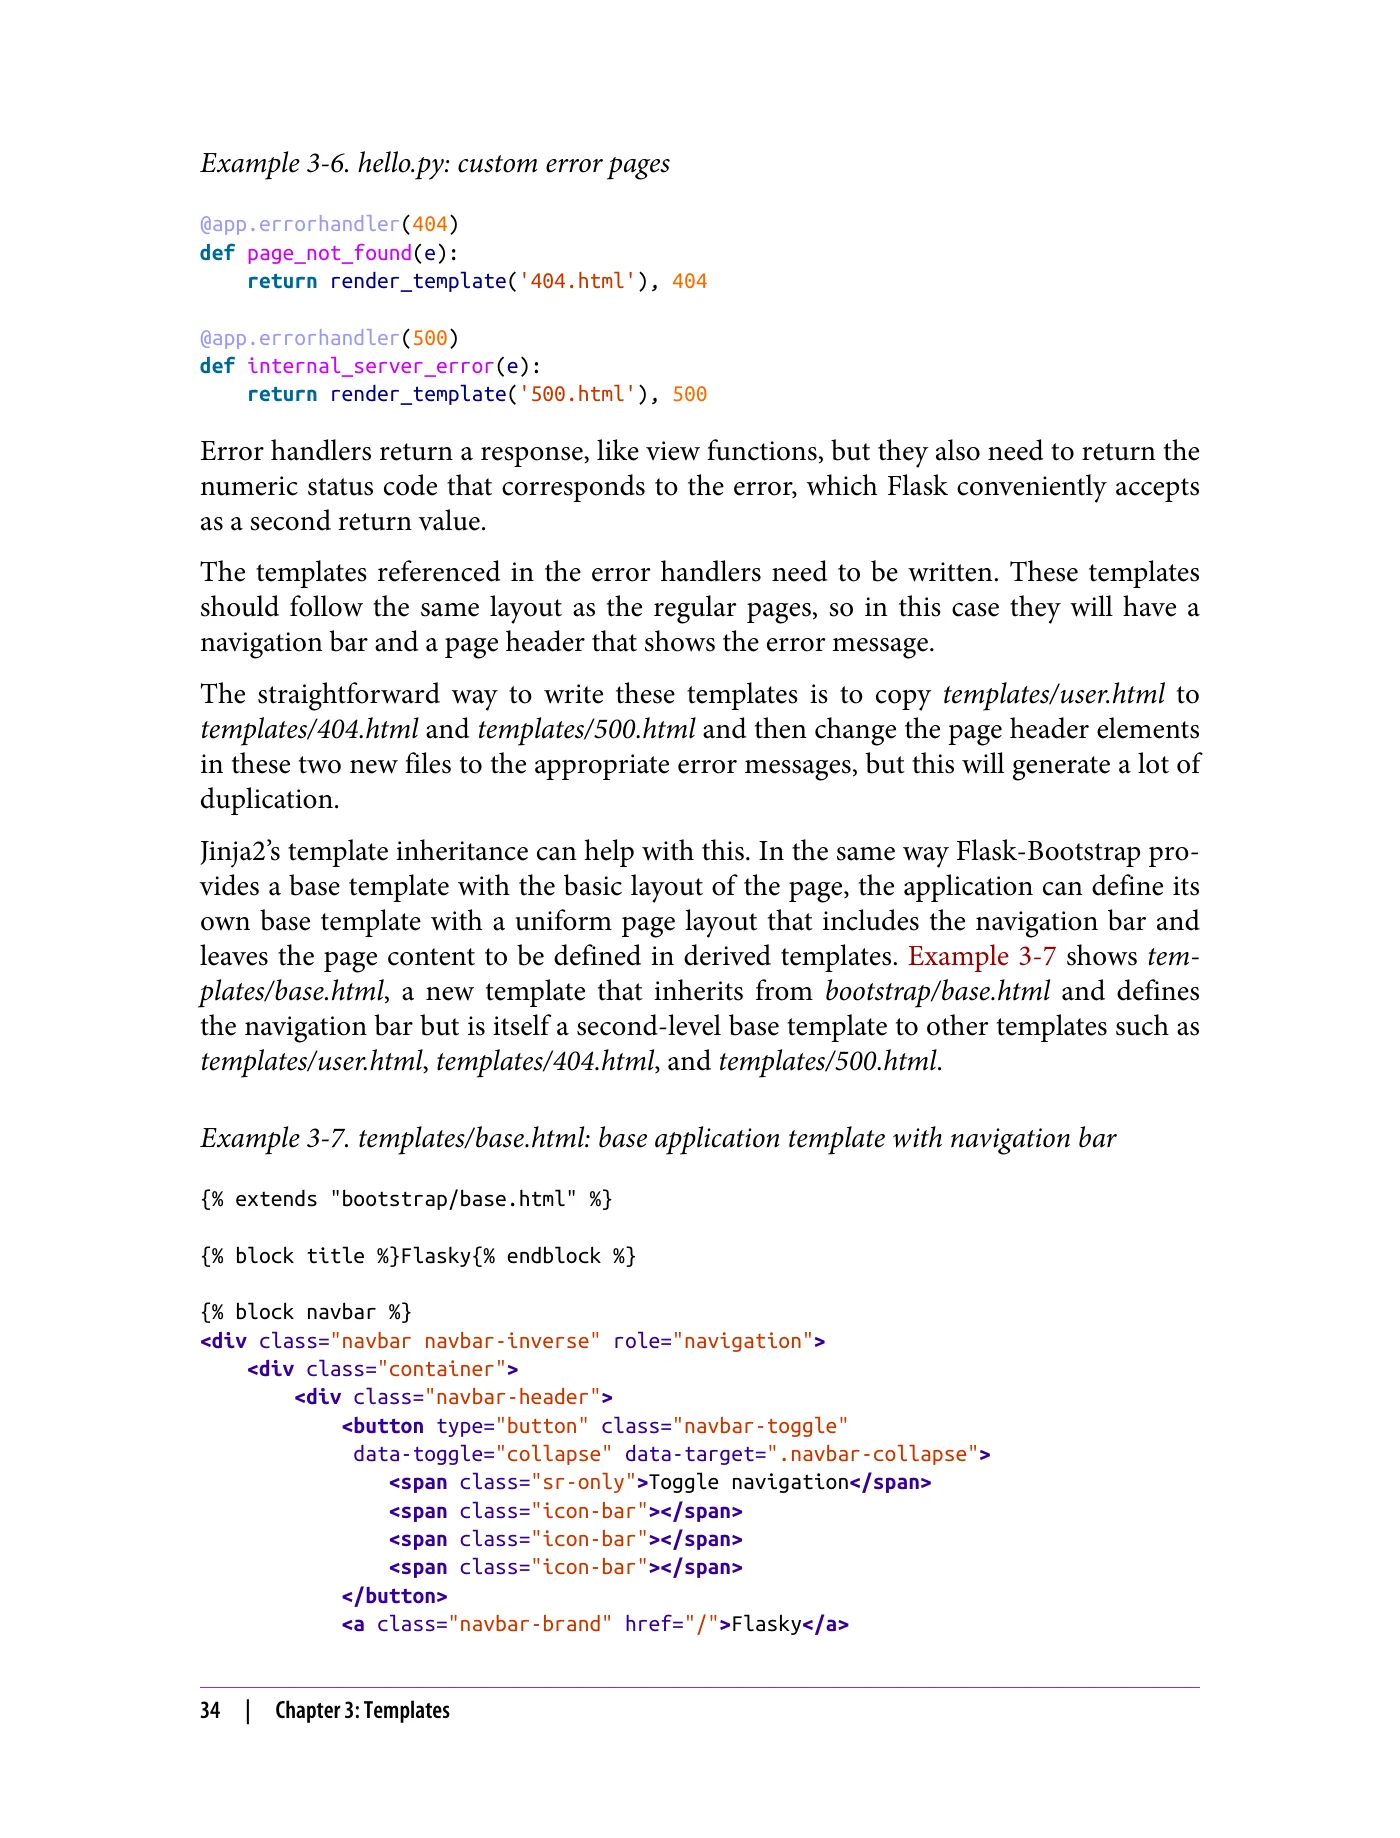 Example 3-6. hello.py: custom error pages
@app.errorhandler(404)
def page_not_found(e):
    return render_template('404.html'), 404
@app.errorhandler(500)
def internal_server_error(e):
    return render_template('500.html'), 500
Error handlers return a response, like view functions, but they also need to return the
numeric status code that corresponds to the error, which Flask conveniently accepts
as a second return value.
The templates referenced in the error handlers need to be written. These templates
should follow the same layout as the regular pages, so in this case they will have a
navigation bar and a page header that shows the error message.
The straightforward way to write these templates is to copy templates/user.html to
templates/404.html and templates/500.html and then change the page header elements
in these two new files to the appropriate error messages, but this will generate a lot of
duplication.
Jinja2’s template inheritance can help with this. In the same way Flask-Bootstrap pro-
vides a base template with the basic layout of the page, the application can define its
own base template with a uniform page layout that includes the navigation bar and
leaves the page content to be defined in derived templates. Example 3-7 shows tem-
plates/base.html, a new template that inherits from bootstrap/base.html and defines
the navigation bar but is itself a second-level base template to other templates such as
templates/user.html, templates/404.html, and templates/500.html.
Example 3-7. templates/base.html: base application template with navigation bar
{% extends "bootstrap/base.html" %}
{% block title %}Flasky{% endblock %}
{% block navbar %}
<div class="navbar navbar-inverse" role="navigation">
    <div class="container">
        <div class="navbar-header">
            <button type="button" class="navbar-toggle"
             data-toggle="collapse" data-target=".navbar-collapse">
                <span class="sr-only">Toggle navigation</span>
                <span class="icon-bar"></span>
                <span class="icon-bar"></span>
                <span class="icon-bar"></span>
            </button>
            <a class="navbar-brand" href="/">Flasky</a>
34 | Chapter 3: Templates